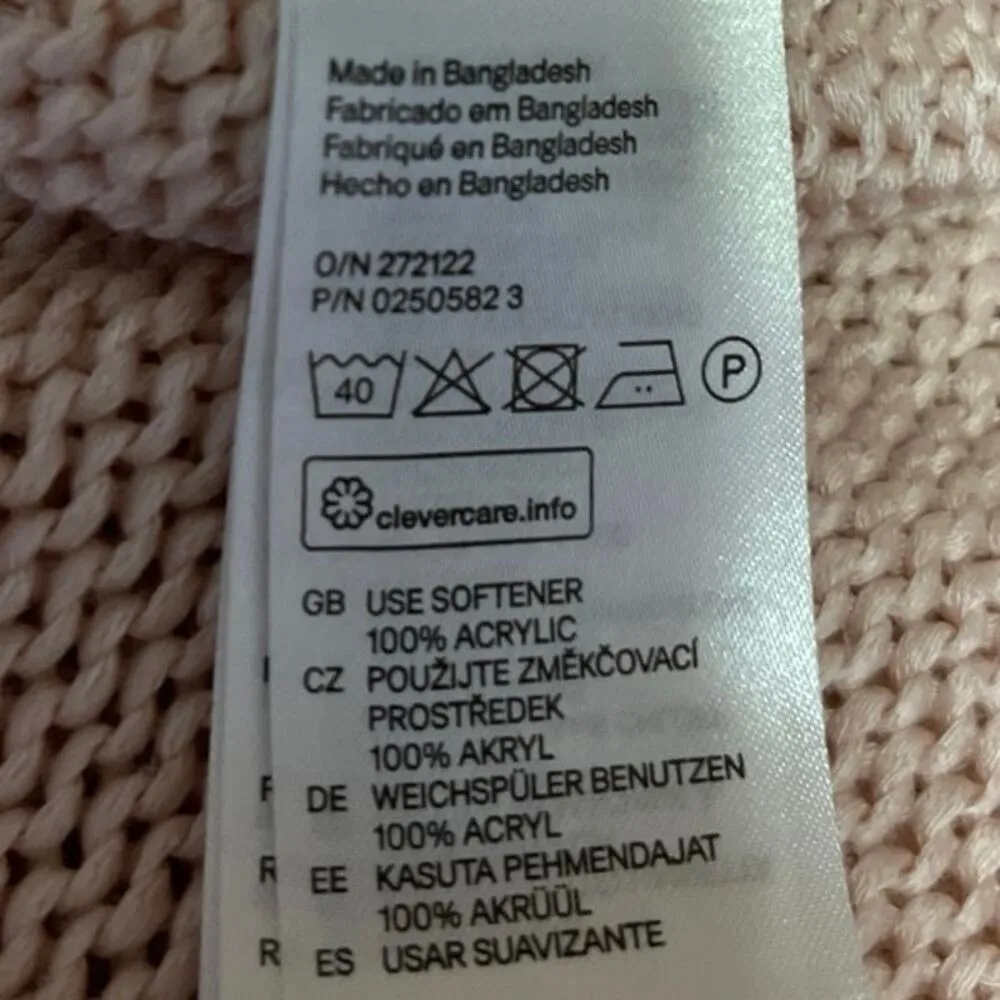 Made in Bangladesh
Fabricado em Bangladesh
Fabriqué en Bangladesh
Hecho en Bangladesh
O/N 272122
P/N 0250582 3
40 P
clevercare.info
GB USE SOFTENER
100% ACRYLIC
CZ POUŽIJTE ZMĚKČOVACÍ
PROSTŘEDEK
100% AKRYL
DE WEICHSPÜLER BENUTZEN
100% ACRYL
EE KASUTA PEHMENDAJAT
100% AKRÜÜL
ES USAR SUAVIZANTE